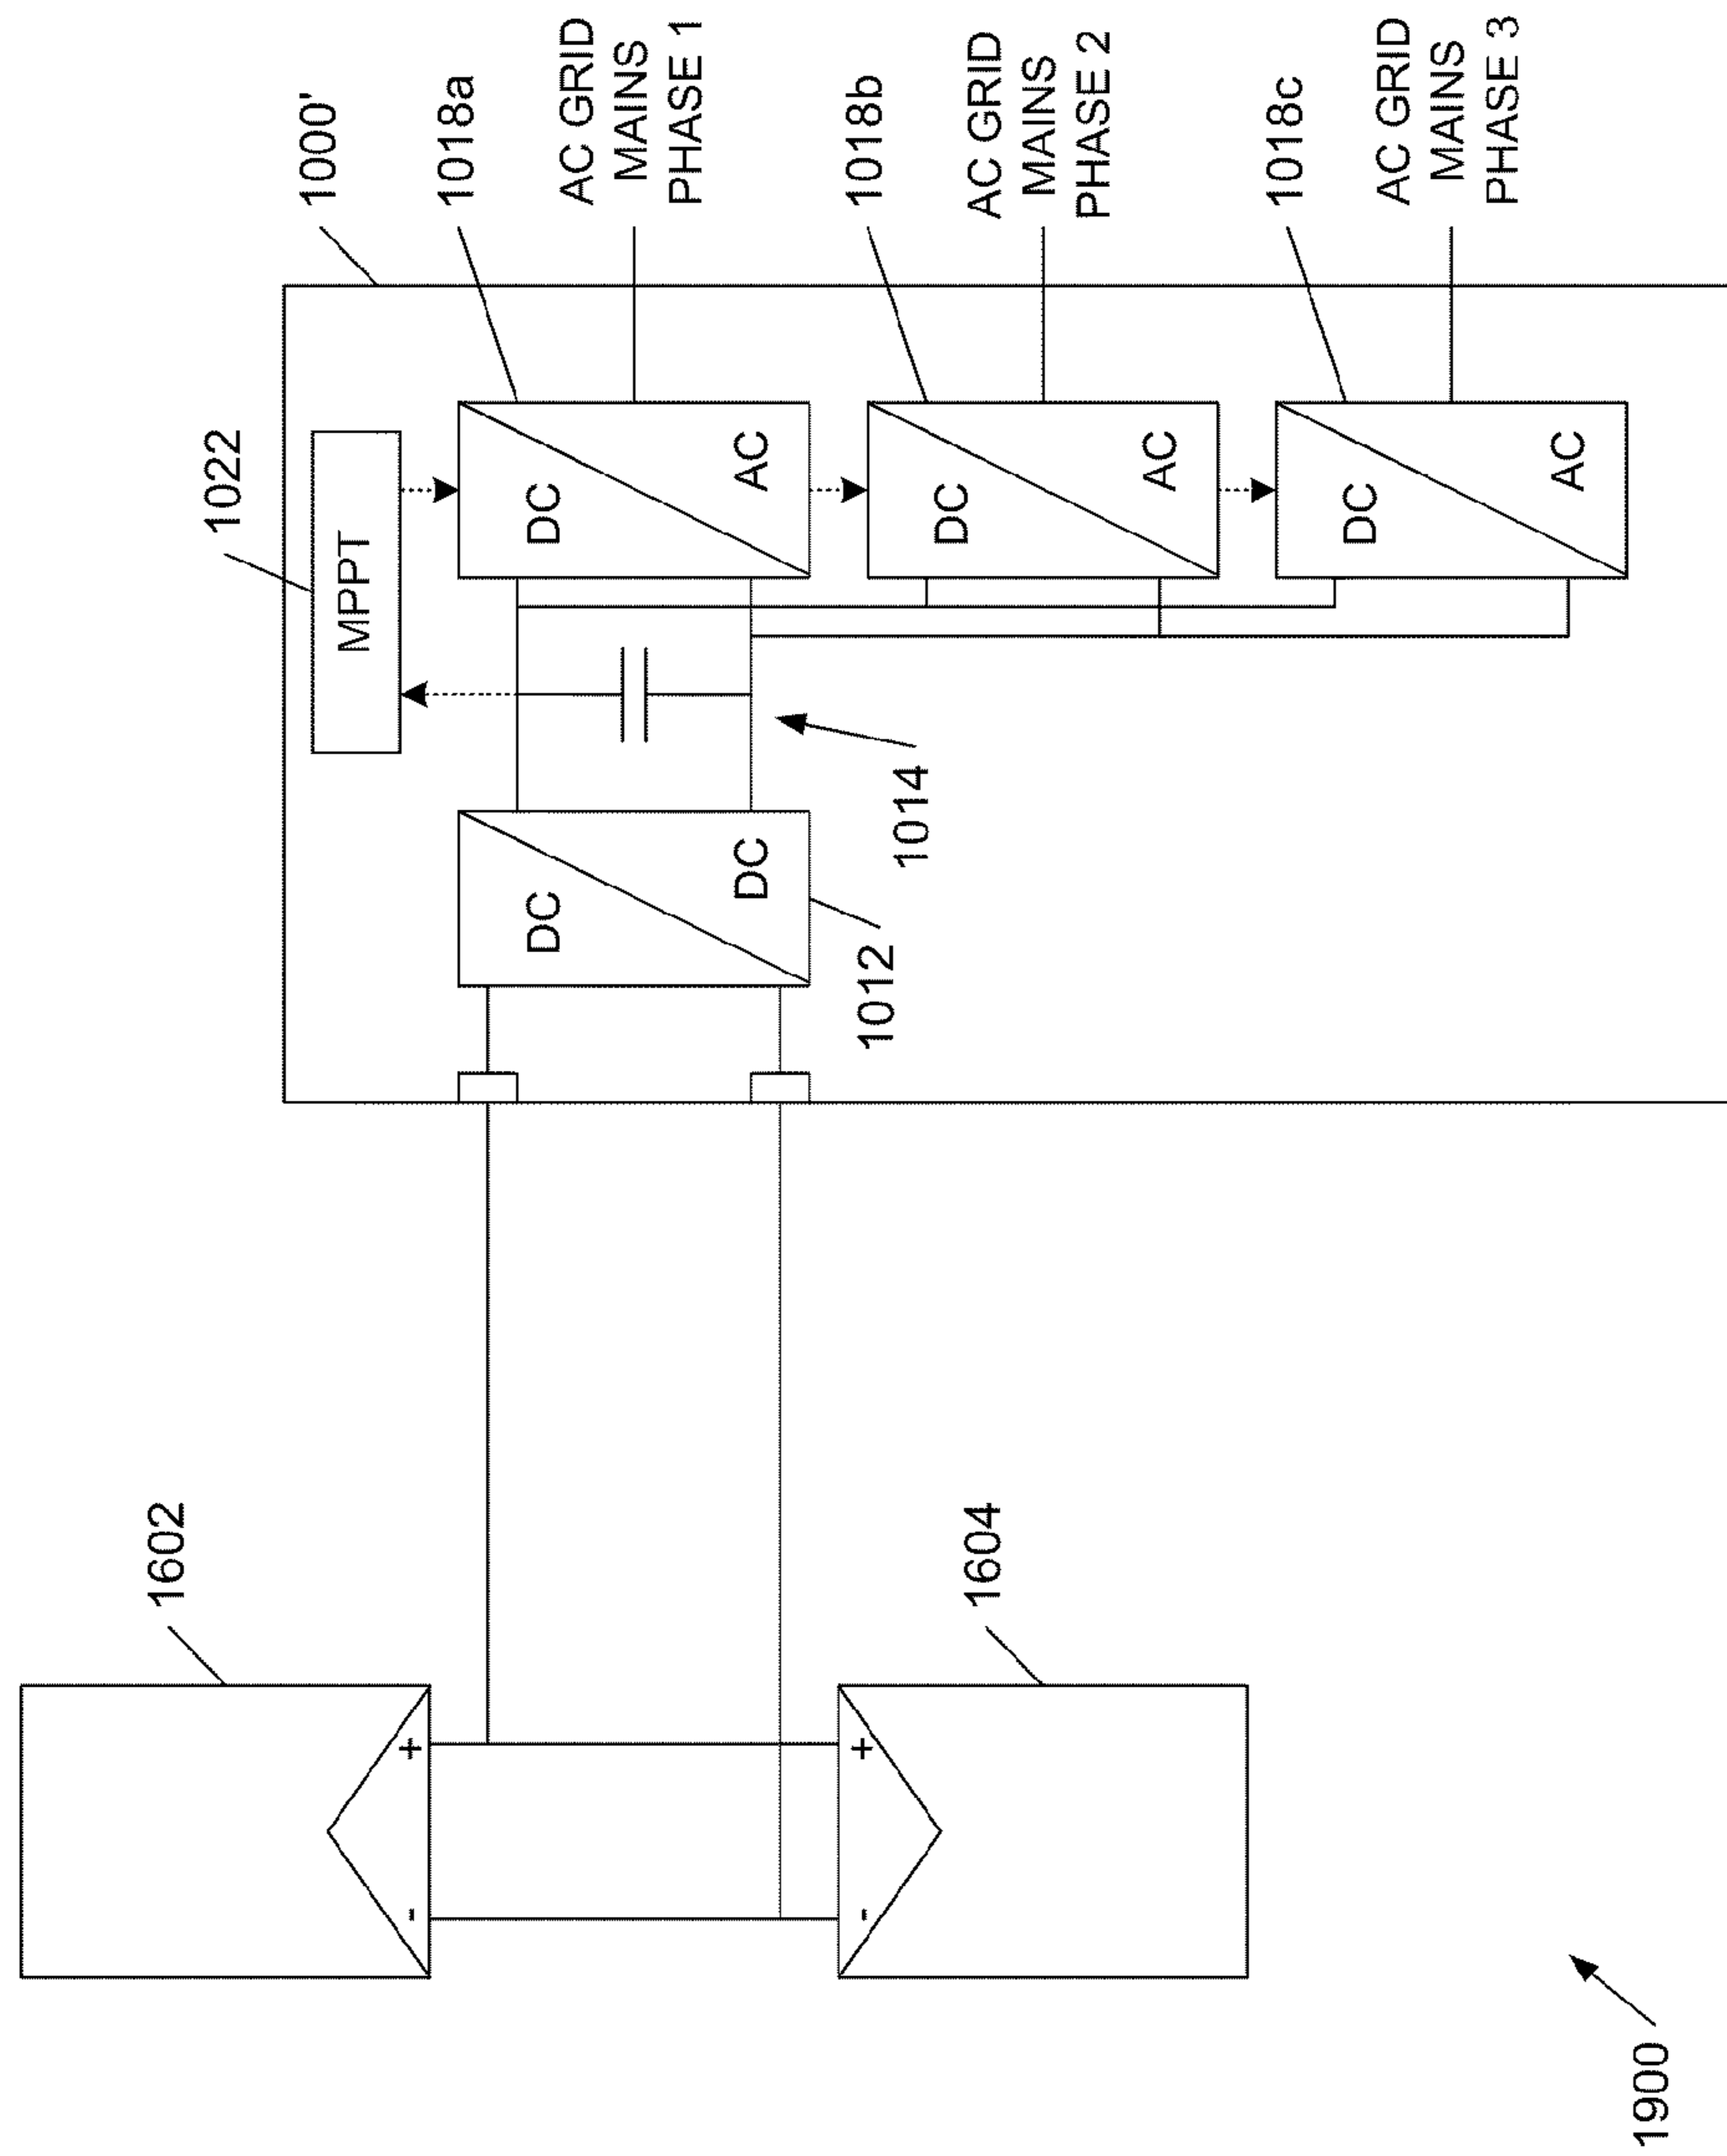 1602
1604
1900
+
-
+
-
1000'
1022
MPPT
1018a
AC GRID
MAINS
PHASE 1
DC
AC
1018b
AC GRID
MAINS
PHASE 2
DC
AC
1018c
AC GRID
MAINS
PHASE 3
DC
AC
DC
DC
1012
1014